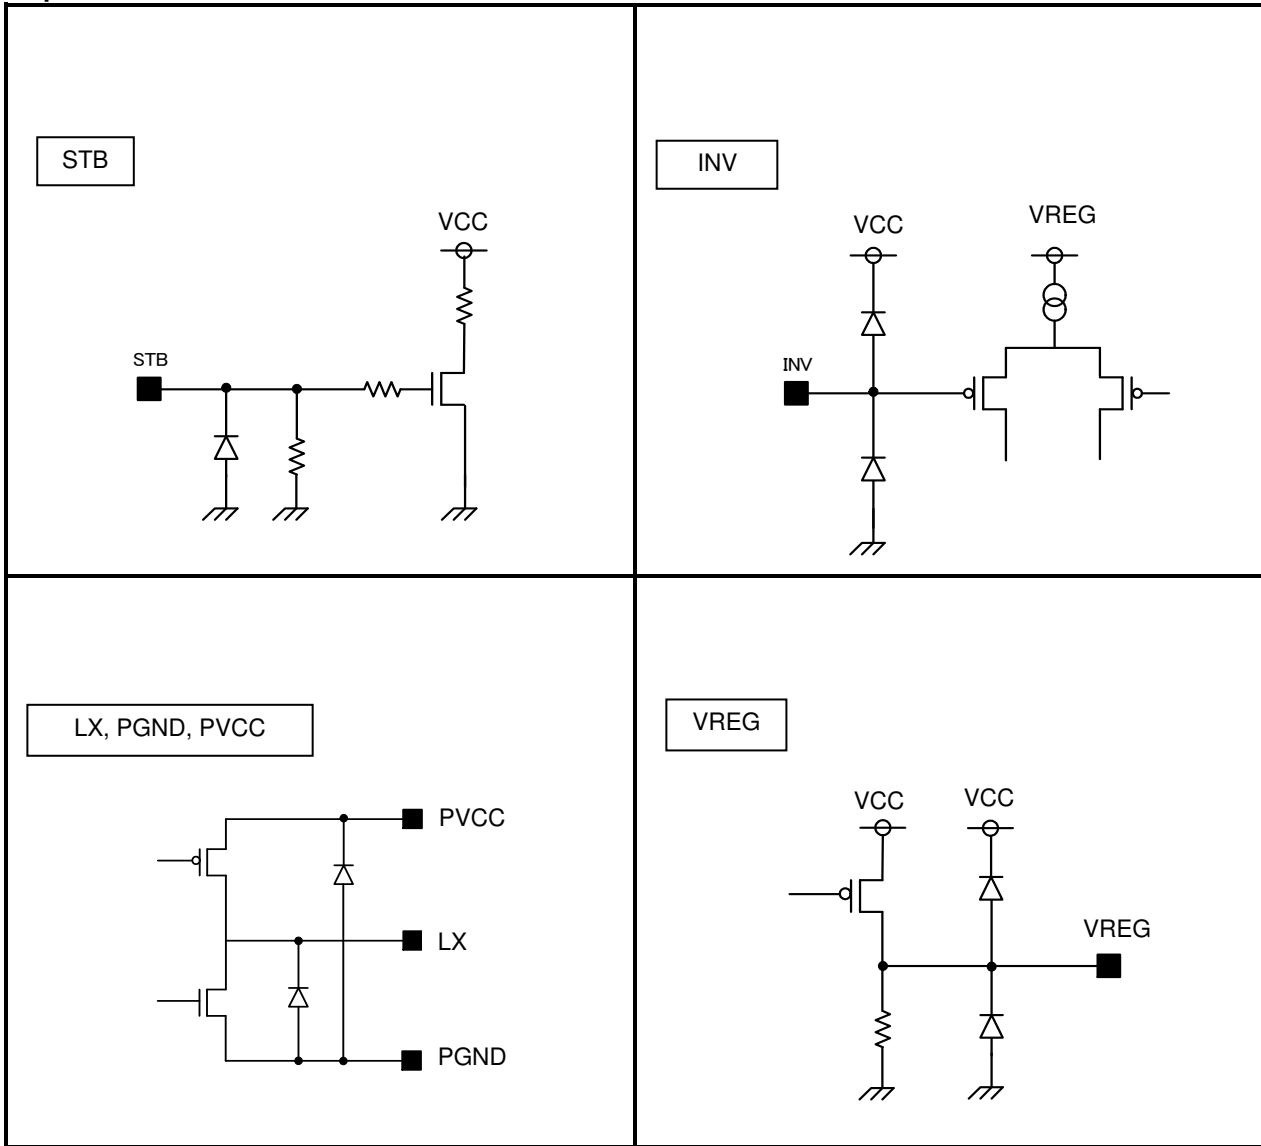 STB
VCC
STB
INV
VCC
VREG
INV
LX, PGND, PVCC
PVCC
LX
PGND
VREG
VCC
VCC
VREG